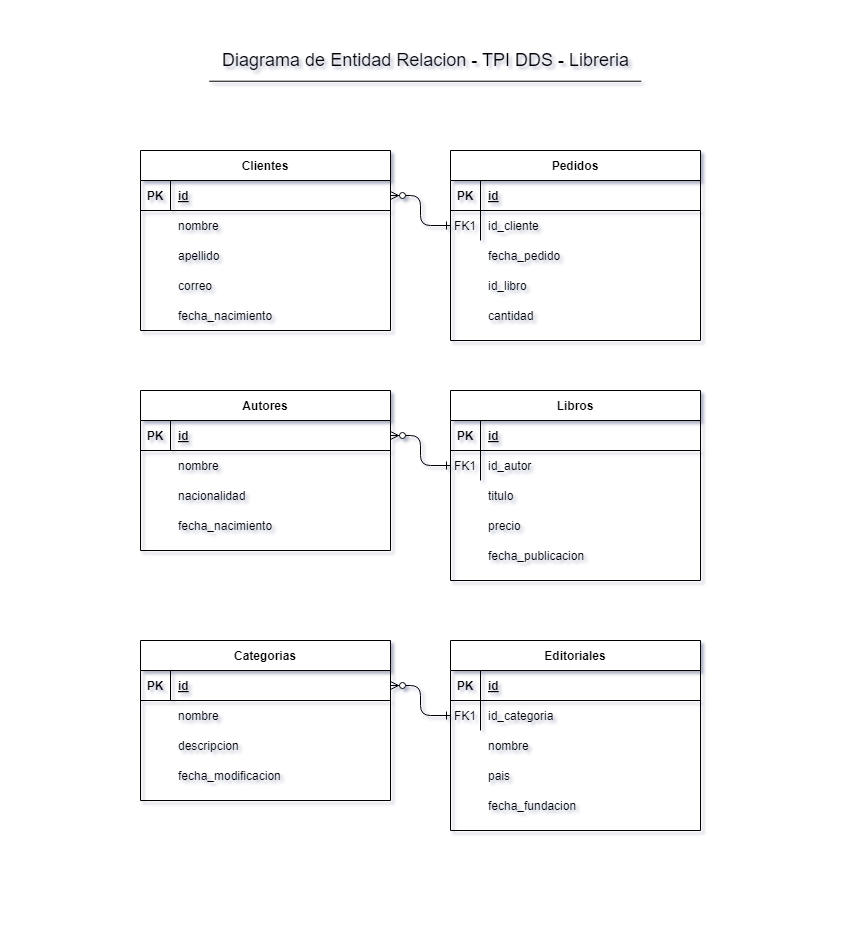 Diagrama de Entidad Relacion - TPI DDS - Libreria
Clientes
PK id
nombre
apellido
correo
fecha_nacimiento
Pedidos
PK id
FK1 id_cliente
fecha_pedido
id_libro
cantidad
Autores
PK id
nombre
nacionalidad
fecha_nacimiento
Libros
PK id
FK1 id_autor
titulo
precio
fecha_publicacion
Categorias
PK id
nombre
descripcion
fecha_modificacion
Editoriales
PK id
FK1 id_categoria
nombre
pais
fecha_fundacion